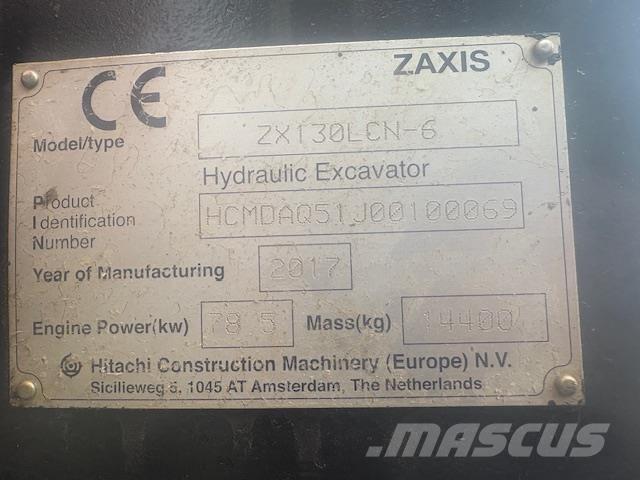 CE
ZAXIS
Model/type ZX130LCN-6
Hydraulic Excavator
Product
Identification
Number
HCMDAQ51J00100069
Year of Manufacturing 2017
Engine Power(kw) 78.5 Mass(kg) 14400
Hitachi Construction Machinery (Europe) N.V.
Sicilieweg 5. 1045 AT Amsterdam, The Netherlands
.MASCUS